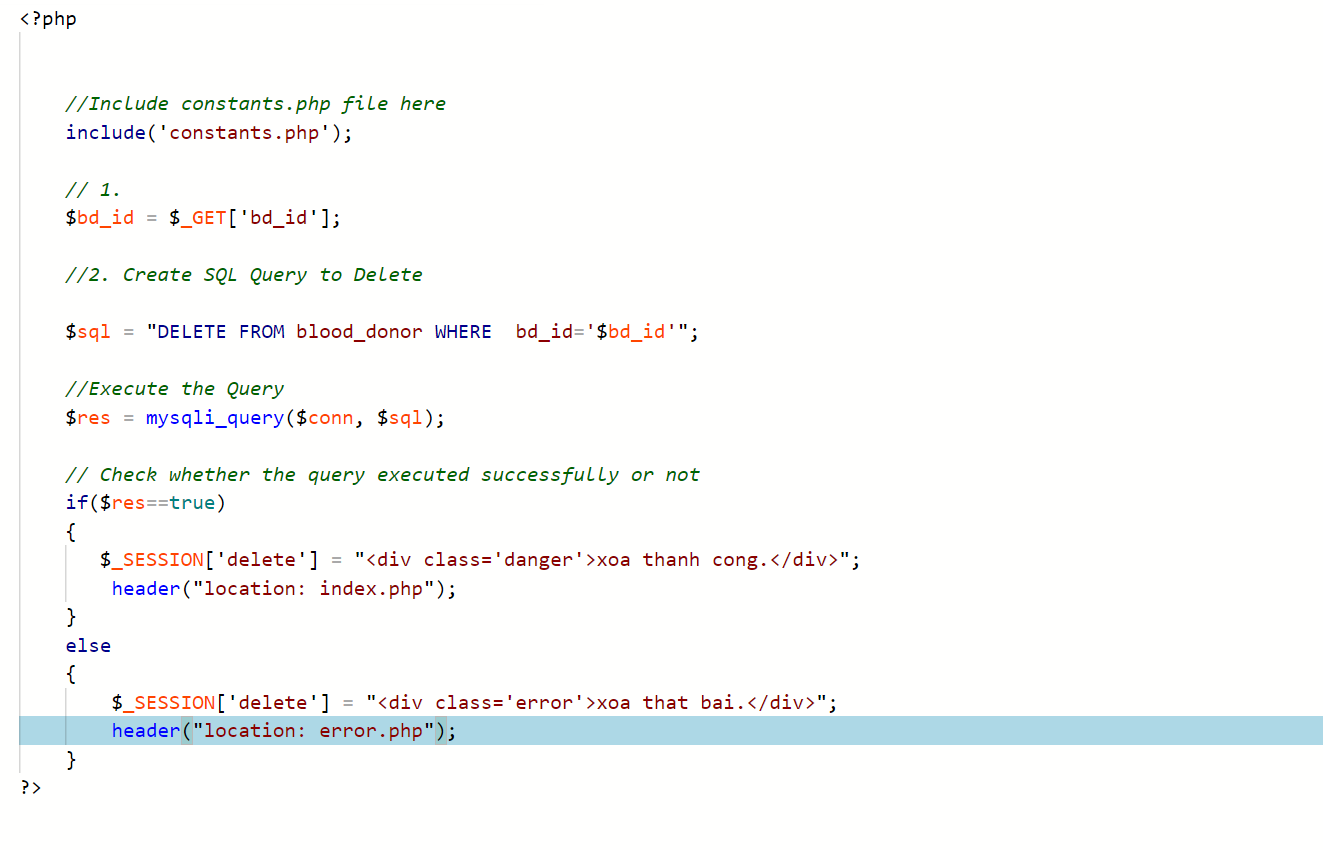 <?php
//Include constants.php file here
include('constants.php');
// 1.
$bd_id = $_GET['bd_id'];
//2. Create SQL Query to Delete
$sql = "DELETE FROM blood_donor WHERE  bd_id='$bd_id'";
//Execute the Query
$res = mysqli_query($conn, $sql);
// Check whether the query executed successfully or not
if($res==true)
{
$_SESSION['delete'] = "<div class='danger'>xoa thanh cong.</div>";
header("location: index.php");
}
else
{
$_SESSION['delete'] = "<div class='error'>xoa that bai.</div>";
header("location: error.php");
}
?>